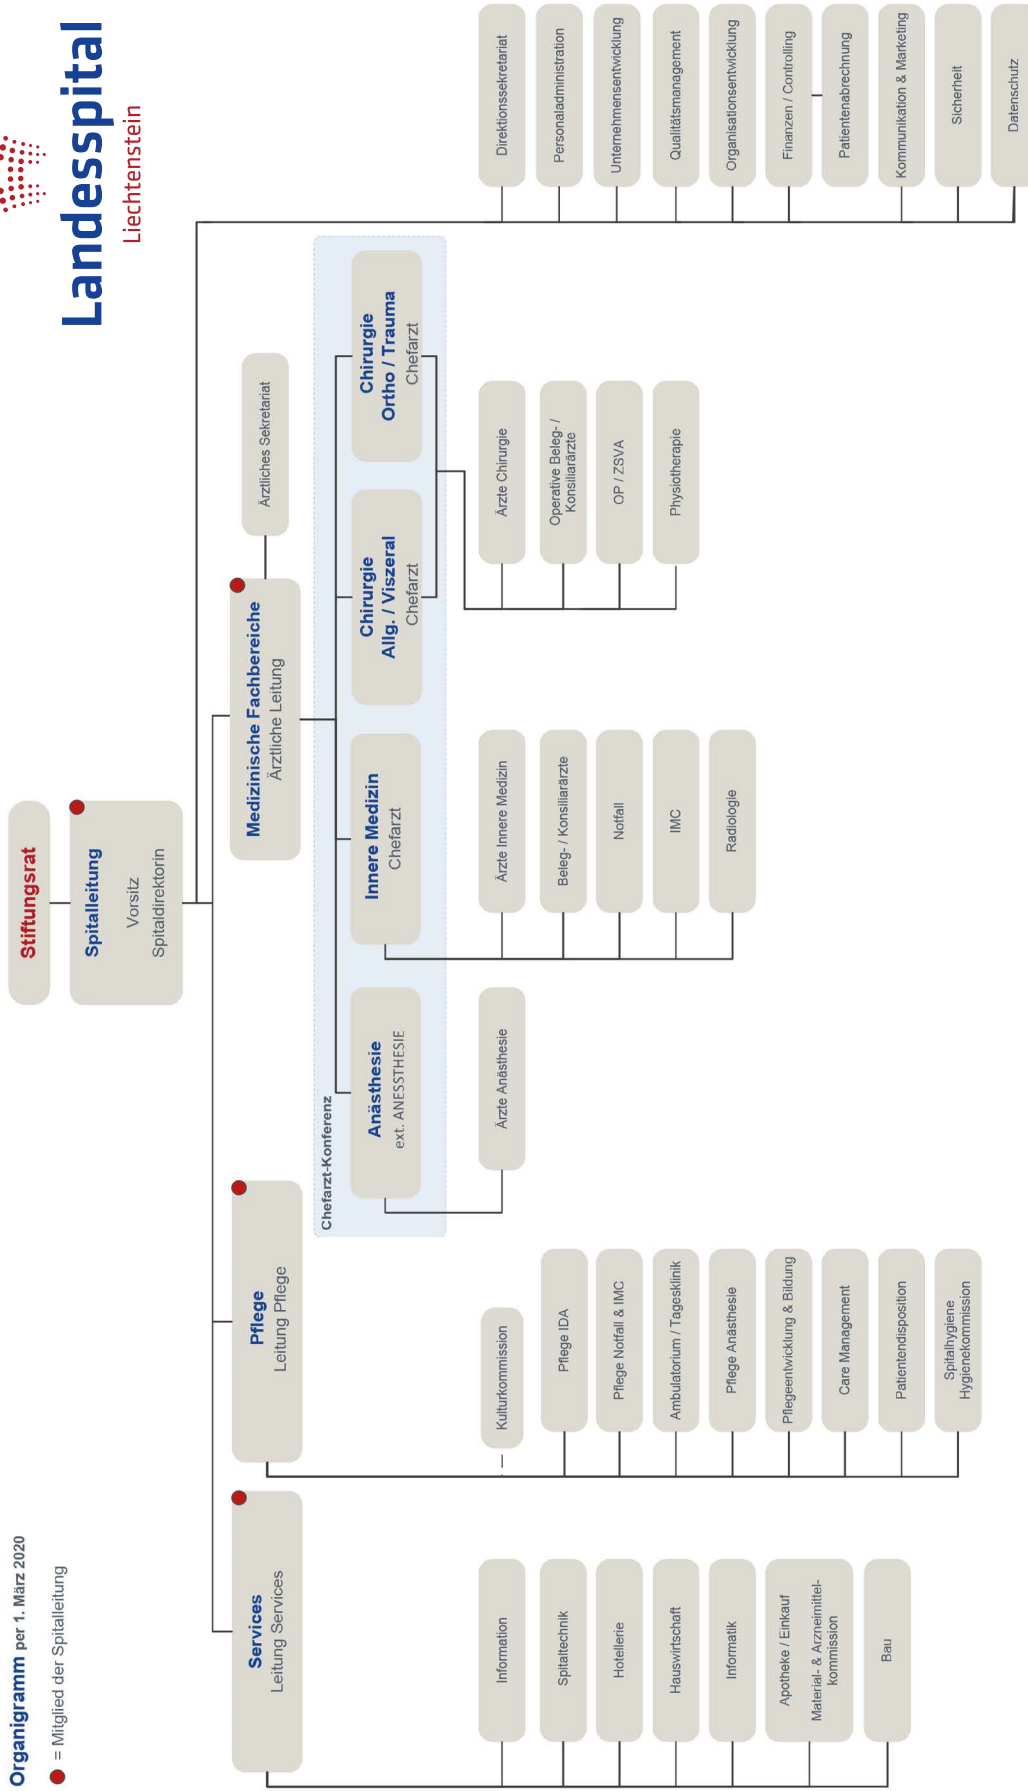 Organigramm per 1. März 2020
= Mitglied der Spitalleitung
Landesspital
Liechtenstein
Stiftungsrat
Spitalleitung
Vorsitz
Spitaldirektorin
Services
Leitung Services
Pflege
Leitung Pflege
Medizinische Fachbereiche
Ärztliche Leitung
Ärztliches Sekretariat
Chefarzt-Konferenz
Anästhesie
ext. ANESSTHESIE
Innere Medizin
Chefarzt
Chirurgie
Allg. / Viszeral
Chefarzt
Chirurgie
Ortho / Trauma
Chefarzt
Information
Spitaltechnik
Hotellerie
Hauswirtschaft
Informatik
Apotheke / Einkauf
Material- & Arzneimittel-
kommission
Bau
Kulturkommission
Pflege IDA
Pflege Notfall & IMC
Ambulatorium / Tagesklinik
Pflege Anästhesie
Pflegeentwicklung & Bildung
Care Management
Patientendisposition
Spitalhygiene
Hygienekommission
Ärzte Anästhesie
Ärzte Innere Medizin
Beleg- / Konsiliarärzte
Notfall
IMC
Radiologie
Ärzte Chirurgie
Operative Beleg- /
Konsiliarärzte
OP / ZSVA
Physiotherapie
Direktionssekretariat
Personaladministration
Unternehmensentwicklung
Qualitätsmanagement
Organisationsentwicklung
Finanzen / Controlling
Patientenabrechnung
Kommunikation & Marketing
Sicherheit
Datenschutz